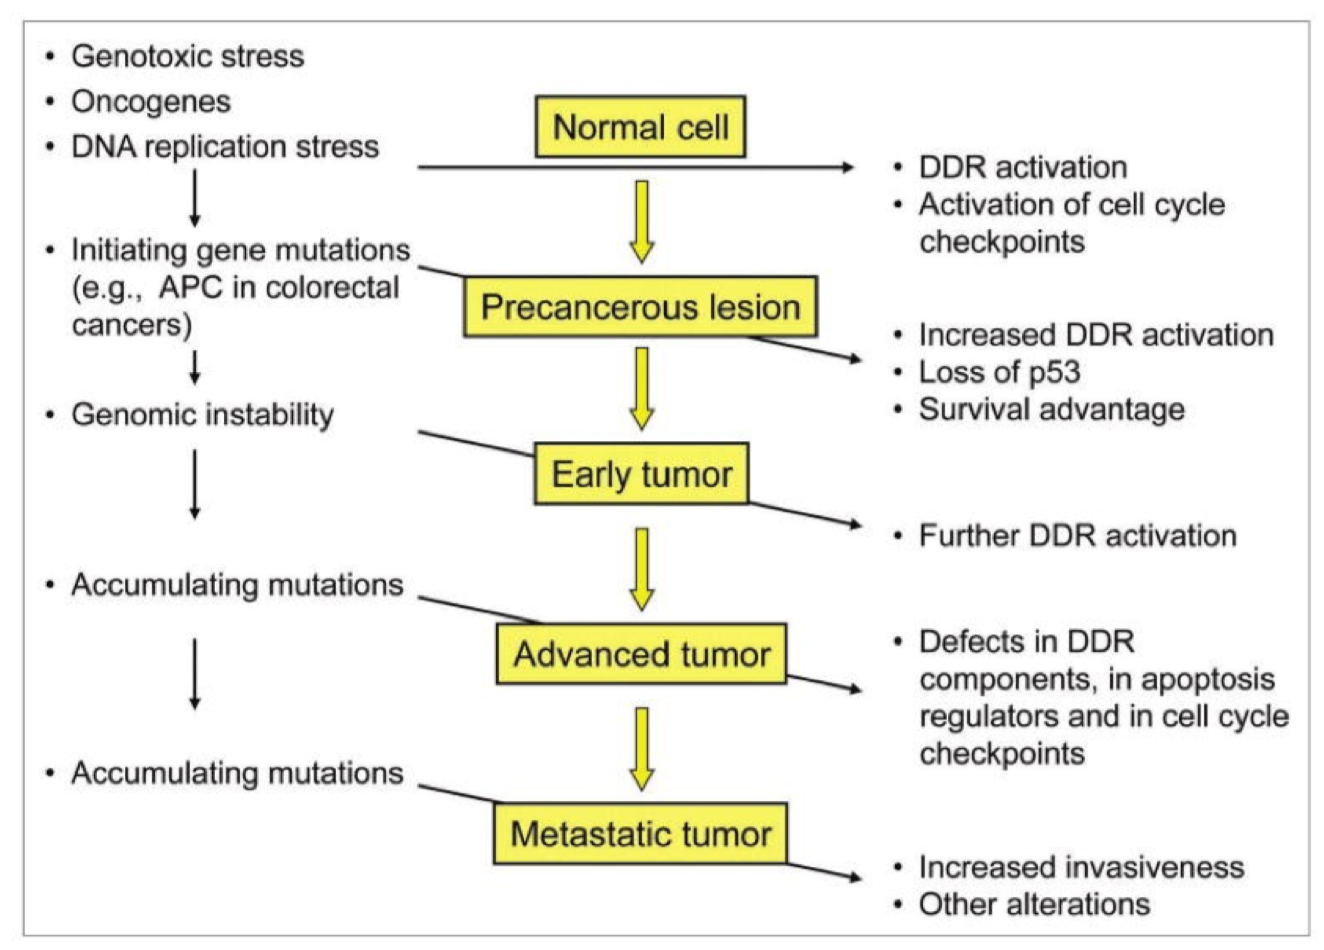 • Genotoxic stress
• Oncogenes
• DNA replication stress
Normal cell
• DDR activation
• Activation of cell cycle
checkpoints
• Initiating gene mutations
(e.g., APC in colorectal
cancers)
Precancerous lesion
• Increased DDR activation
• Loss of p53
• Survival advantage
• Genomic instability
Early tumor
• Further DDR activation
• Accumulating mutations
Advanced tumor
• Defects in DDR
components, in apoptosis
regulators and in cell cycle
checkpoints
• Accumulating mutations
Metastatic tumor
• Increased invasiveness
• Other alterations